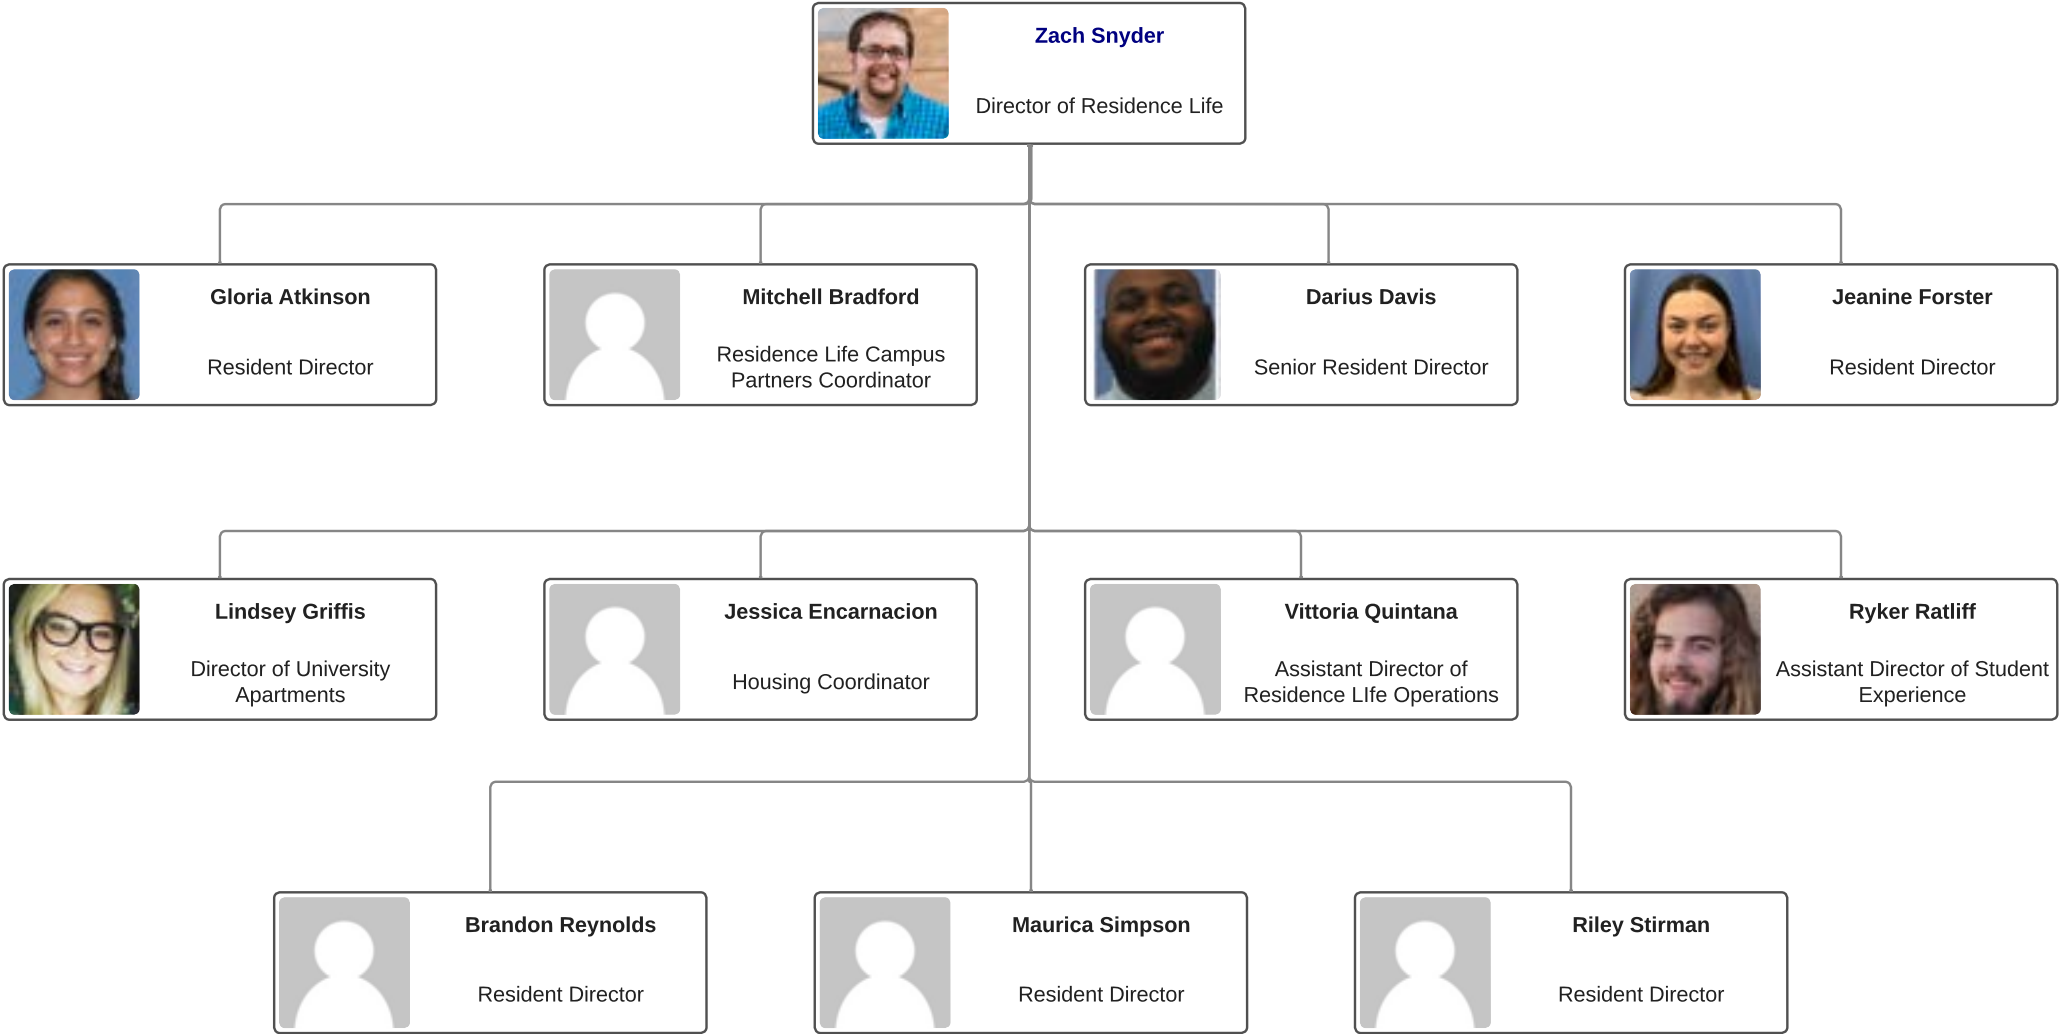 Zach Snyder
Director of Residence Life
Gloria Atkinson
Resident Director
Mitchell Bradford
Residence Life Campus
Partners Coordinator
Darius Davis
Senior Resident Director
Jeanine Forster
Resident Director
Lindsey Griffis
Director of University
Apartments
Jessica Encarnacion
Housing Coordinator
Vittoria Quintana
Assistant Director of
Residence LIfe Operations
Ryker Ratliff
Assistant Director of Student
Experience
Brandon Reynolds
Resident Director
Maurica Simpson
Resident Director
Riley Stirman
Resident Director